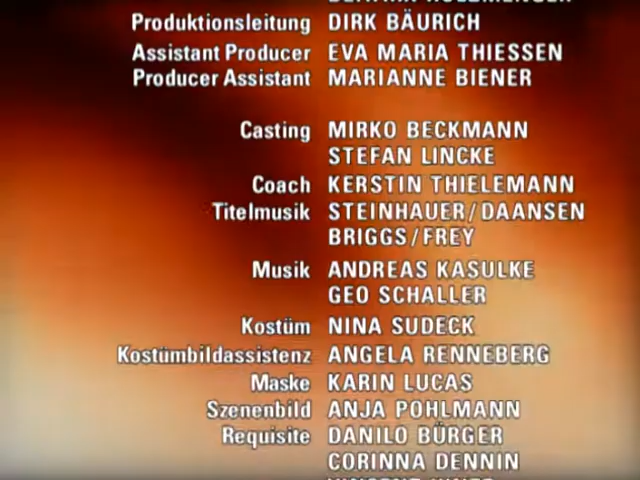 Produktionsleitung DIRK BÄURICH
Assistant Producer EVA MARIA THIESSEN
Producer Assistant MARIANNE BIENER
Casting MIRKO BECKMANN
STEFAN LINCKE
Coach KERSTIN THIELEMANN
Titelmusik STEINHAUER/DAANSEN
BRIGGS/FREY
Musik ANDREAS KASULKE
GEO SCHALLER
Kostüm NINA SUDECK
Kostümbildassistenz ANGELA RENNEBERG
Maske KARIN LUCAS
Szenenbild ANJA POHLMANN
Requisite DANILO BÜRGER
CORINNA DENNIN